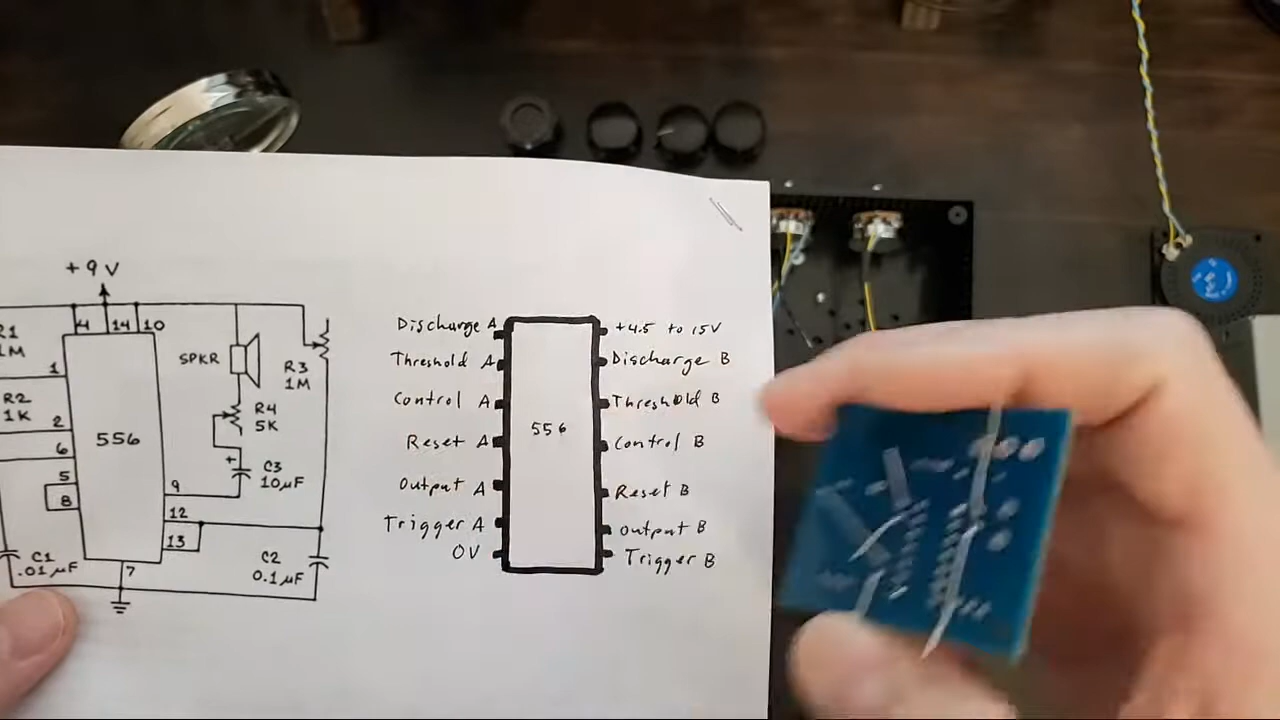 +9V
4 14 10
R1
1M
1
R2
1K
2
6
5
8
556
SPKR
R3
1M
R4
5K
+
C3
10µF
9
12
13
C1
.01µF
7
C2
0.1µF
Discharge A
Threshold A
Control A
Reset A
Output A
Trigger A
0V
556
+4.5 to 15V
Discharge B
Threshold B
Control B
Reset B
Output B
Trigger B